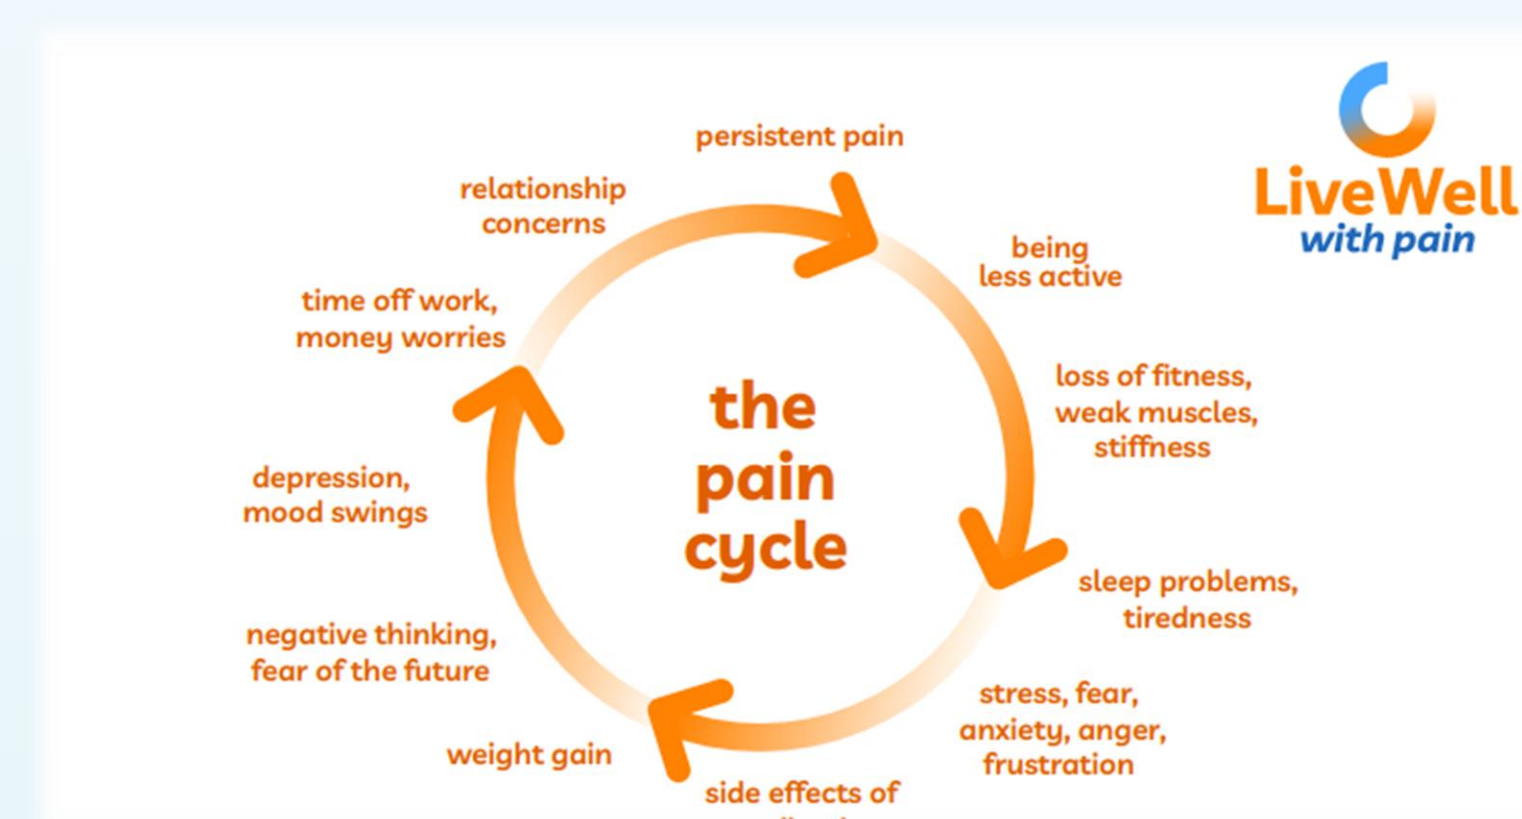 persistent pain
being
less active
loss of fitness,
weak muscles,
stiffness
sleep problems,
tiredness
stress, fear,
anxiety, anger,
frustration
side effects of
weight gain
negative thinking,
fear of the future
depression,
mood swings
time off work,
money worries
relationship
concerns
the
pain
cycle
LiveWell
with pain